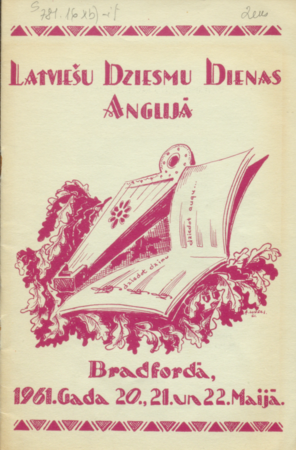 LATVIEŠU DZIESMU DIENAS
ANGLIJĀ
Bradfordā,
1961. Gada 20., 21. un 22. Maijā.